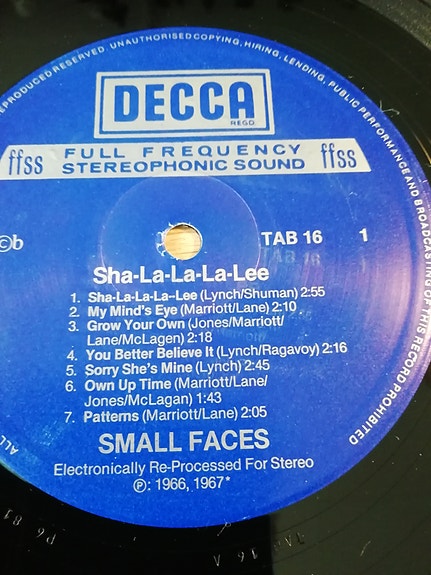 REPRODUCED RESERVED. UNAUTHORISED COPYING, HIRING, LENDING, PUBLIC PERFORMANCE AND BROADCASTING OF THIS RECORD PROHIBITED
DECCA
REGD.
ffss FULL FREQUENCY STEREOPHONIC SOUND ffss
©b
TAB 16 1
Sha-La-La-La-Lee
1. Sha-La-La-La-Lee (Lynch/Shuman) 2:55
2. My Mind's Eye (Marriott/Lane) 2:10
3. Grow Your Own (Jones/Marriott/
Lane/McLagen) 2:18
4. You Better Believe It (Lynch/Ragavoy) 2:16
5. Sorry She's Mine (Lynch) 2:45
6. Own Up Time (Marriott/Lane/
Jones/McLagan) 1:43
7. Patterns (Marriott/Lane) 2:05
SMALL FACES
Electronically Re-Processed For Stereo
Ⓟ: 1966, 1967*
ALL